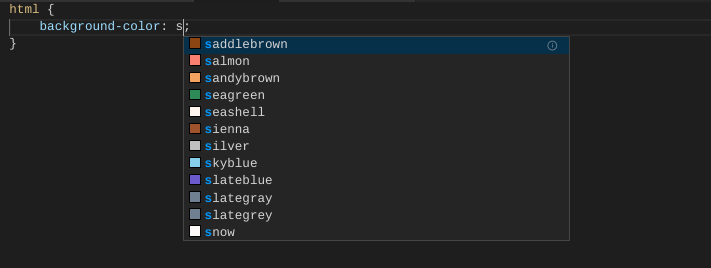 html {
    background-color: s;
saddlebrown
}
salmon
sandybrown
seagreen
seashell
sienna
silver
skyblue
slateblue
slategray
slategrey
snow